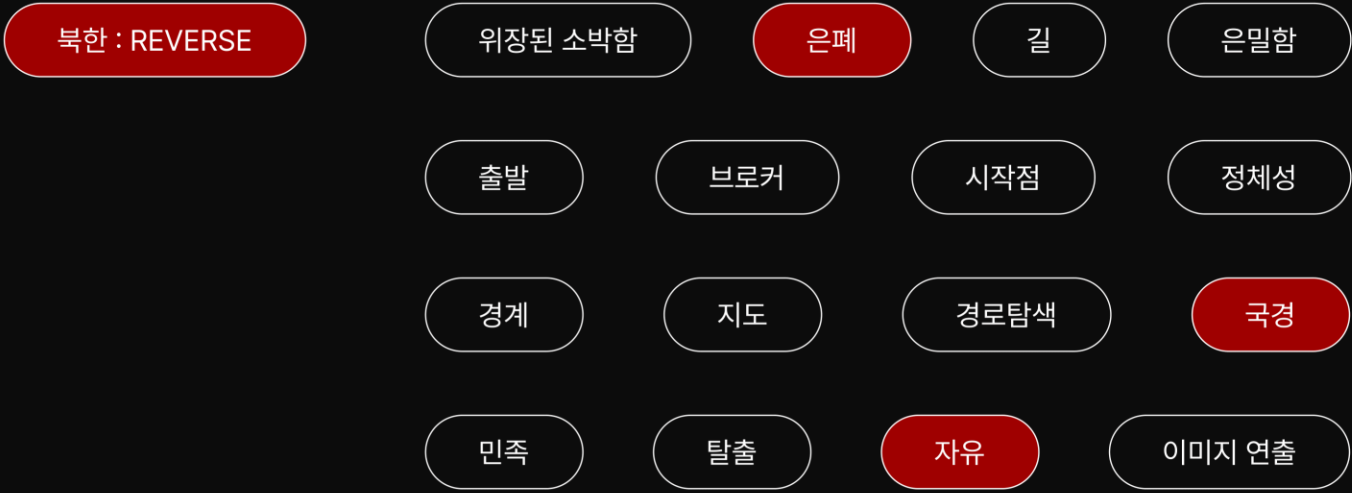 북한 : REVERSE 위장된 소박함 은폐 길 은밀함
출발 브로커 시작점 정체성
경계 지도 경로탐색 국경
민족 탈출 자유 이미지 연출